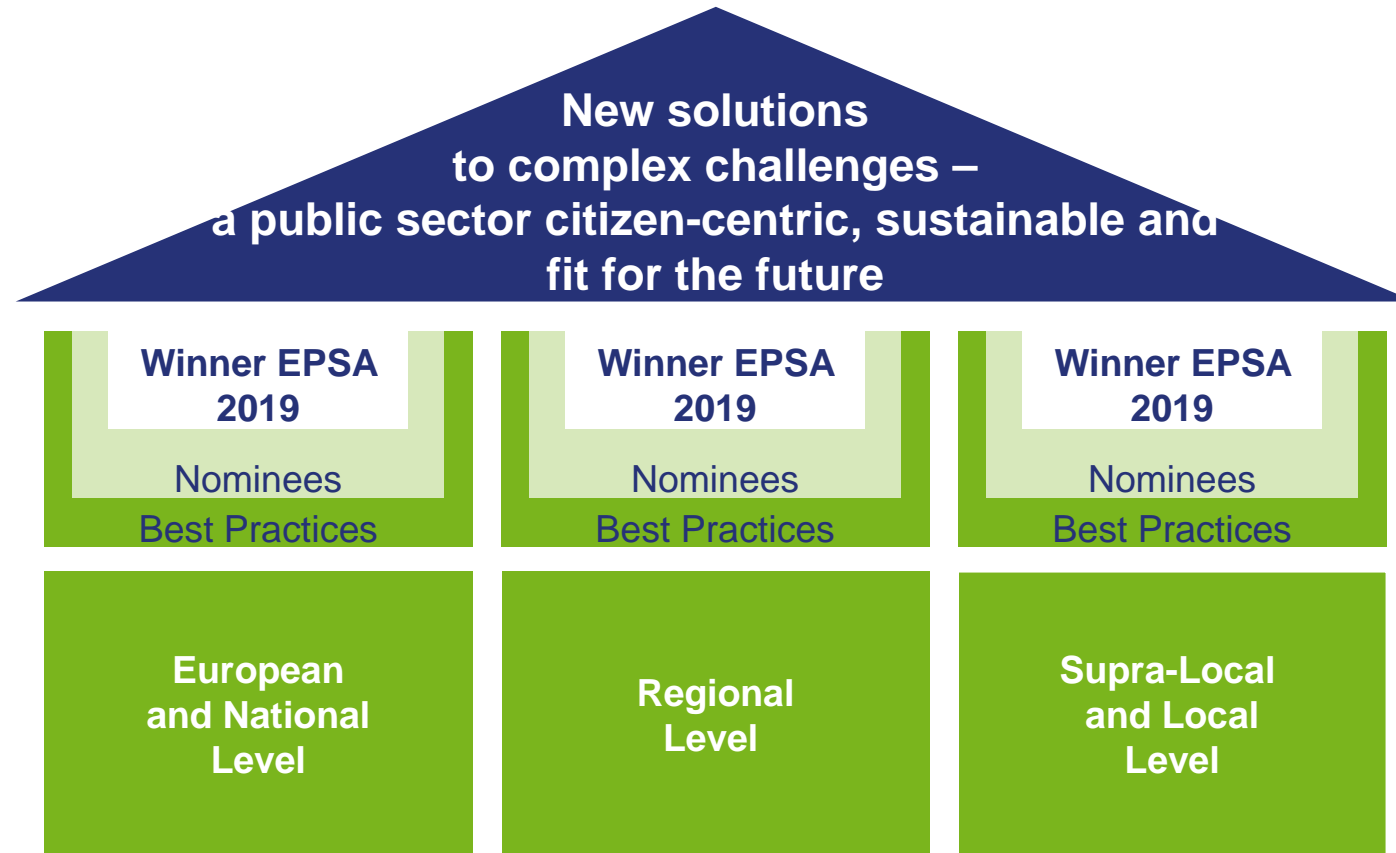 New solutions
to complex challenges –
a public sector citizen-centric, sustainable and
fit for the future
Winner EPSA
2019
Nominees
Best Practices
Winner EPSA
2019
Nominees
Best Practices
Winner EPSA
2019
Nominees
Best Practices
European
and National
Level
Regional
Level
Supra-Local
and Local
Level